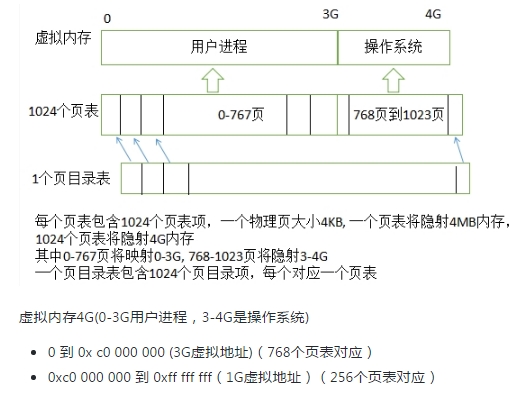 0 3G 4G
虚拟内存 用户进程 操作系统
1024个页表 0-767页 768页到1023页
1个页目录表
每个页表包含1024个页表项，一个物理页大小4KB, 一个页表将隐射4MB内存，
1024个页表将隐射4G内存
其中0-767页将映射0-3G, 768-1023页将隐射3-4G
一个页目录表包含1024个页目录项，每个对应一个页表
虚拟内存4G(0-3G用户进程，3-4G是操作系统)
• 0 到 0x c0 000 000 (3G虚拟地址)（768个页表对应）
• 0xc0 000 000 到 0xff fff fff（1G虚拟地址）（256个页表对应）